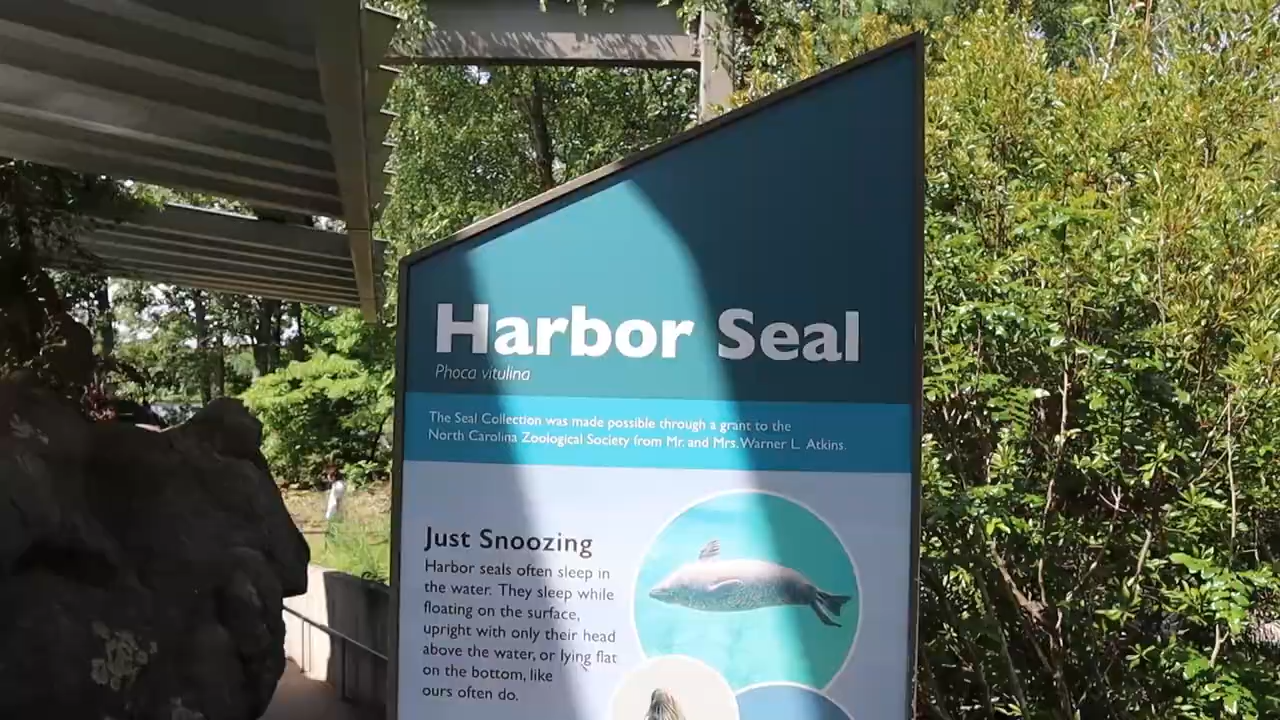 Harbor Seal
Phoca vitulina
The Seal Collection was made possible through a grant to the
North Carolina Zoological Society from Mr. and Mrs. Warner L. Atkins.
Just Snoozing
Harbor seals often sleep in
the water. They sleep while
floating on the surface,
upright with only their head
above the water, or lying flat
on the bottom, like
ours often do.